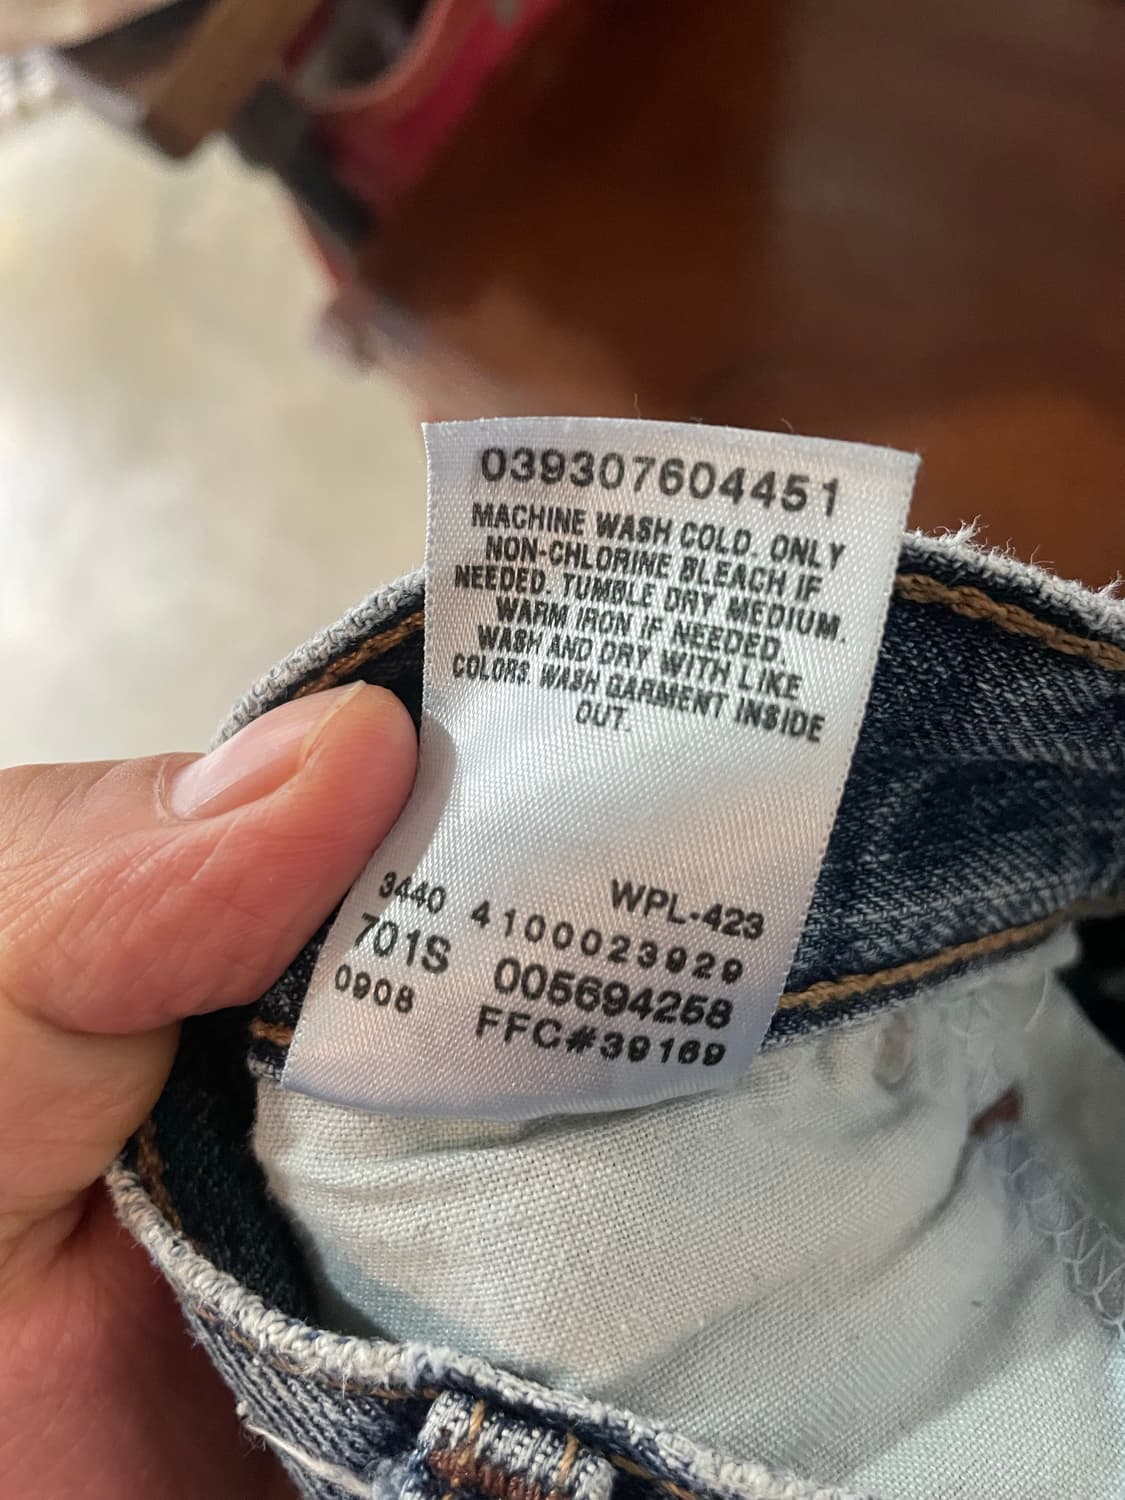 039307604451
MACHINE WASH COLD. ONLY
NON-CHLORINE BLEACH IF
NEEDED. TUMBLE DRY MEDIUM.
WARM IRON IF NEEDED.
WASH AND DRY WITH LIKE
COLORS. WASH GARMENT INSIDE
OUT.
WPL-423
3440 4100023929
701S 005694258
0908 FFC#39169